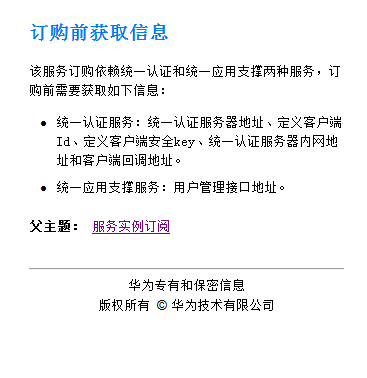 订购前获取信息
该服务订购依赖统一认证和统一应用支撑两种服务，订
购前需要获取如下信息：
● 统一认证服务：统一认证服务器地址、定义客户端
Id、定义客户端安全key、统一认证服务器内网地
址和客户端回调地址。
● 统一应用支撑服务：用户管理接口地址。
父主题： 服务实例订阅
华为专有和保密信息
版权所有 © 华为技术有限公司